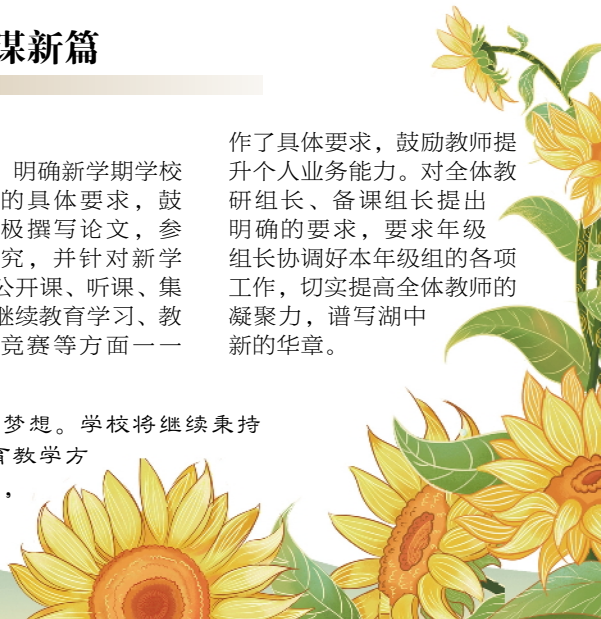 谋新篇
明确新学期学校
的具体要求，鼓
极撰写论文，参
究，并针对新学
公开课、听课、集
继续教育学习、教
竞赛等方面一一
作了具体要求，鼓励教师提
升个人业务能力。对全体教
研组长、备课组长提出
明确的要求，要求年级
组长协调好本年级组的各项
工作，切实提高全体教师的
凝聚力，谱写湖中
新的华章。
梦想。学校将继续秉持
育教学方
，